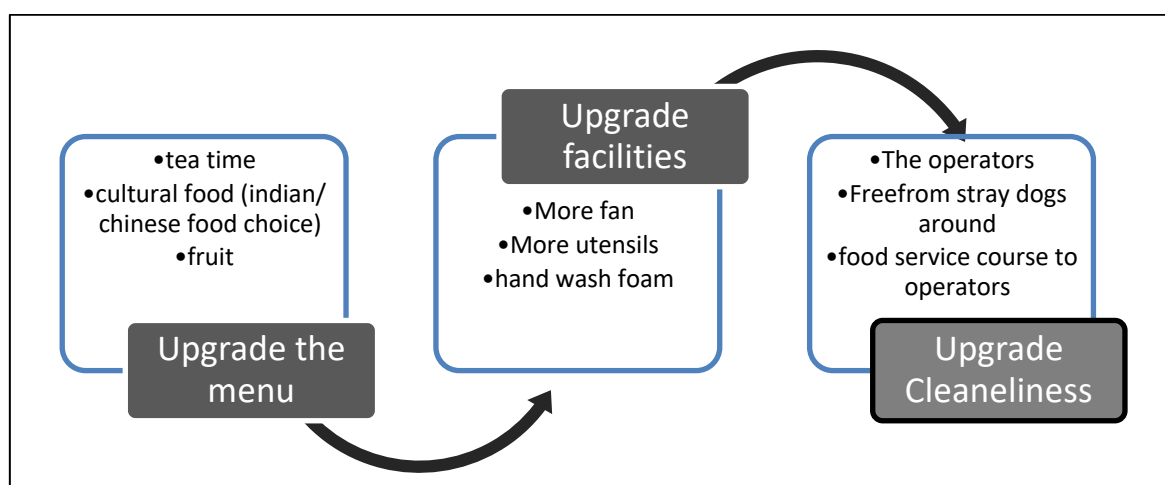 •tea time
•cultural food (indian/
chinese food choice)
•fruit
Upgrade the
menu
Upgrade
facilities
•More fan
•More utensils
•hand wash foam
•The operators
•Freefrom stray dogs
around
•food service course to
operators
Upgrade
Cleaneliness